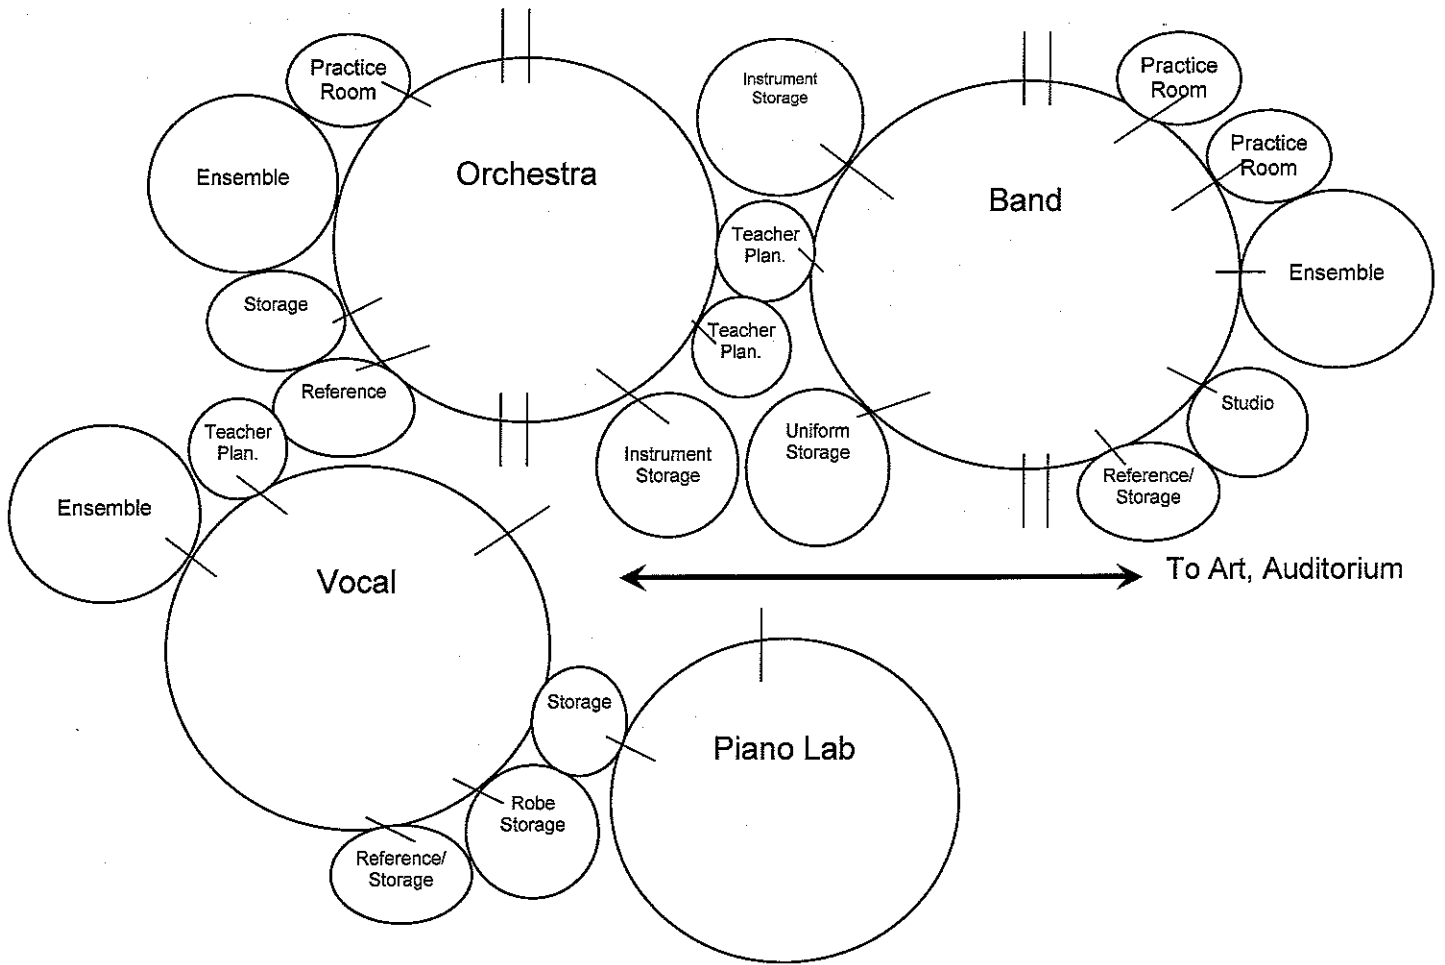 Practice
Room
Ensemble
Orchestra
Storage
Reference
Instrument
Storage
Teacher
Plan.
Teacher
Plan.
Instrument
Storage
Uniform
Storage
Band
Practice
Room
Practice
Room
Ensemble
Studio
Reference/
Storage
Teacher
Plan.
Ensemble
Vocal
To Art, Auditorium
Storage
Robe
Storage
Reference/
Storage
Piano Lab